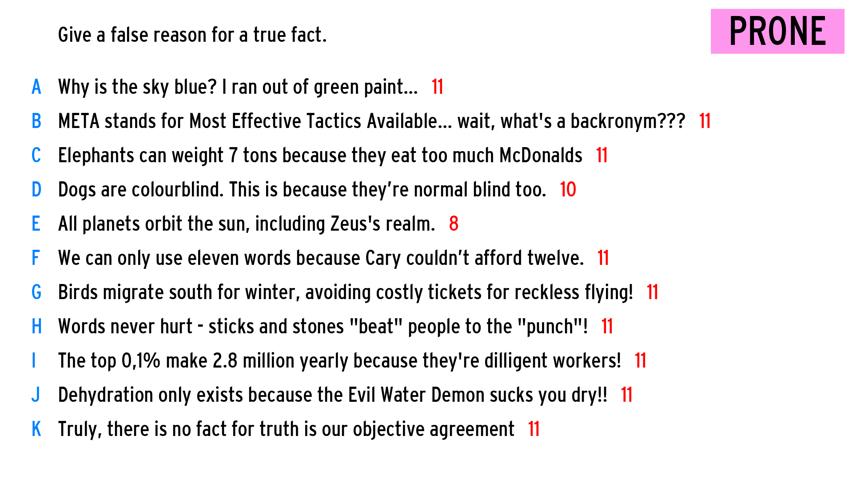 Give a false reason for a true fact.
PRONE
A Why is the sky blue? I ran out of green paint... 11
B META stands for Most Effective Tactics Available... wait, what's a backronym??? 11
C Elephants can weight 7 tons because they eat too much McDonalds 11
D Dogs are colourblind. This is because they're normal blind too. 10
E All planets orbit the sun, including Zeus's realm. 8
F We can only use eleven words because Cary couldn't afford twelve. 11
G Birds migrate south for winter, avoiding costly tickets for reckless flying! 11
H Words never hurt - sticks and stones "beat" people to the "punch"! 11
I The top 0,1% make 2.8 million yearly because they're dilligent workers! 11
J Dehydration only exists because the Evil Water Demon sucks you dry!! 11
K Truly, there is no fact for truth is our objective agreement 11